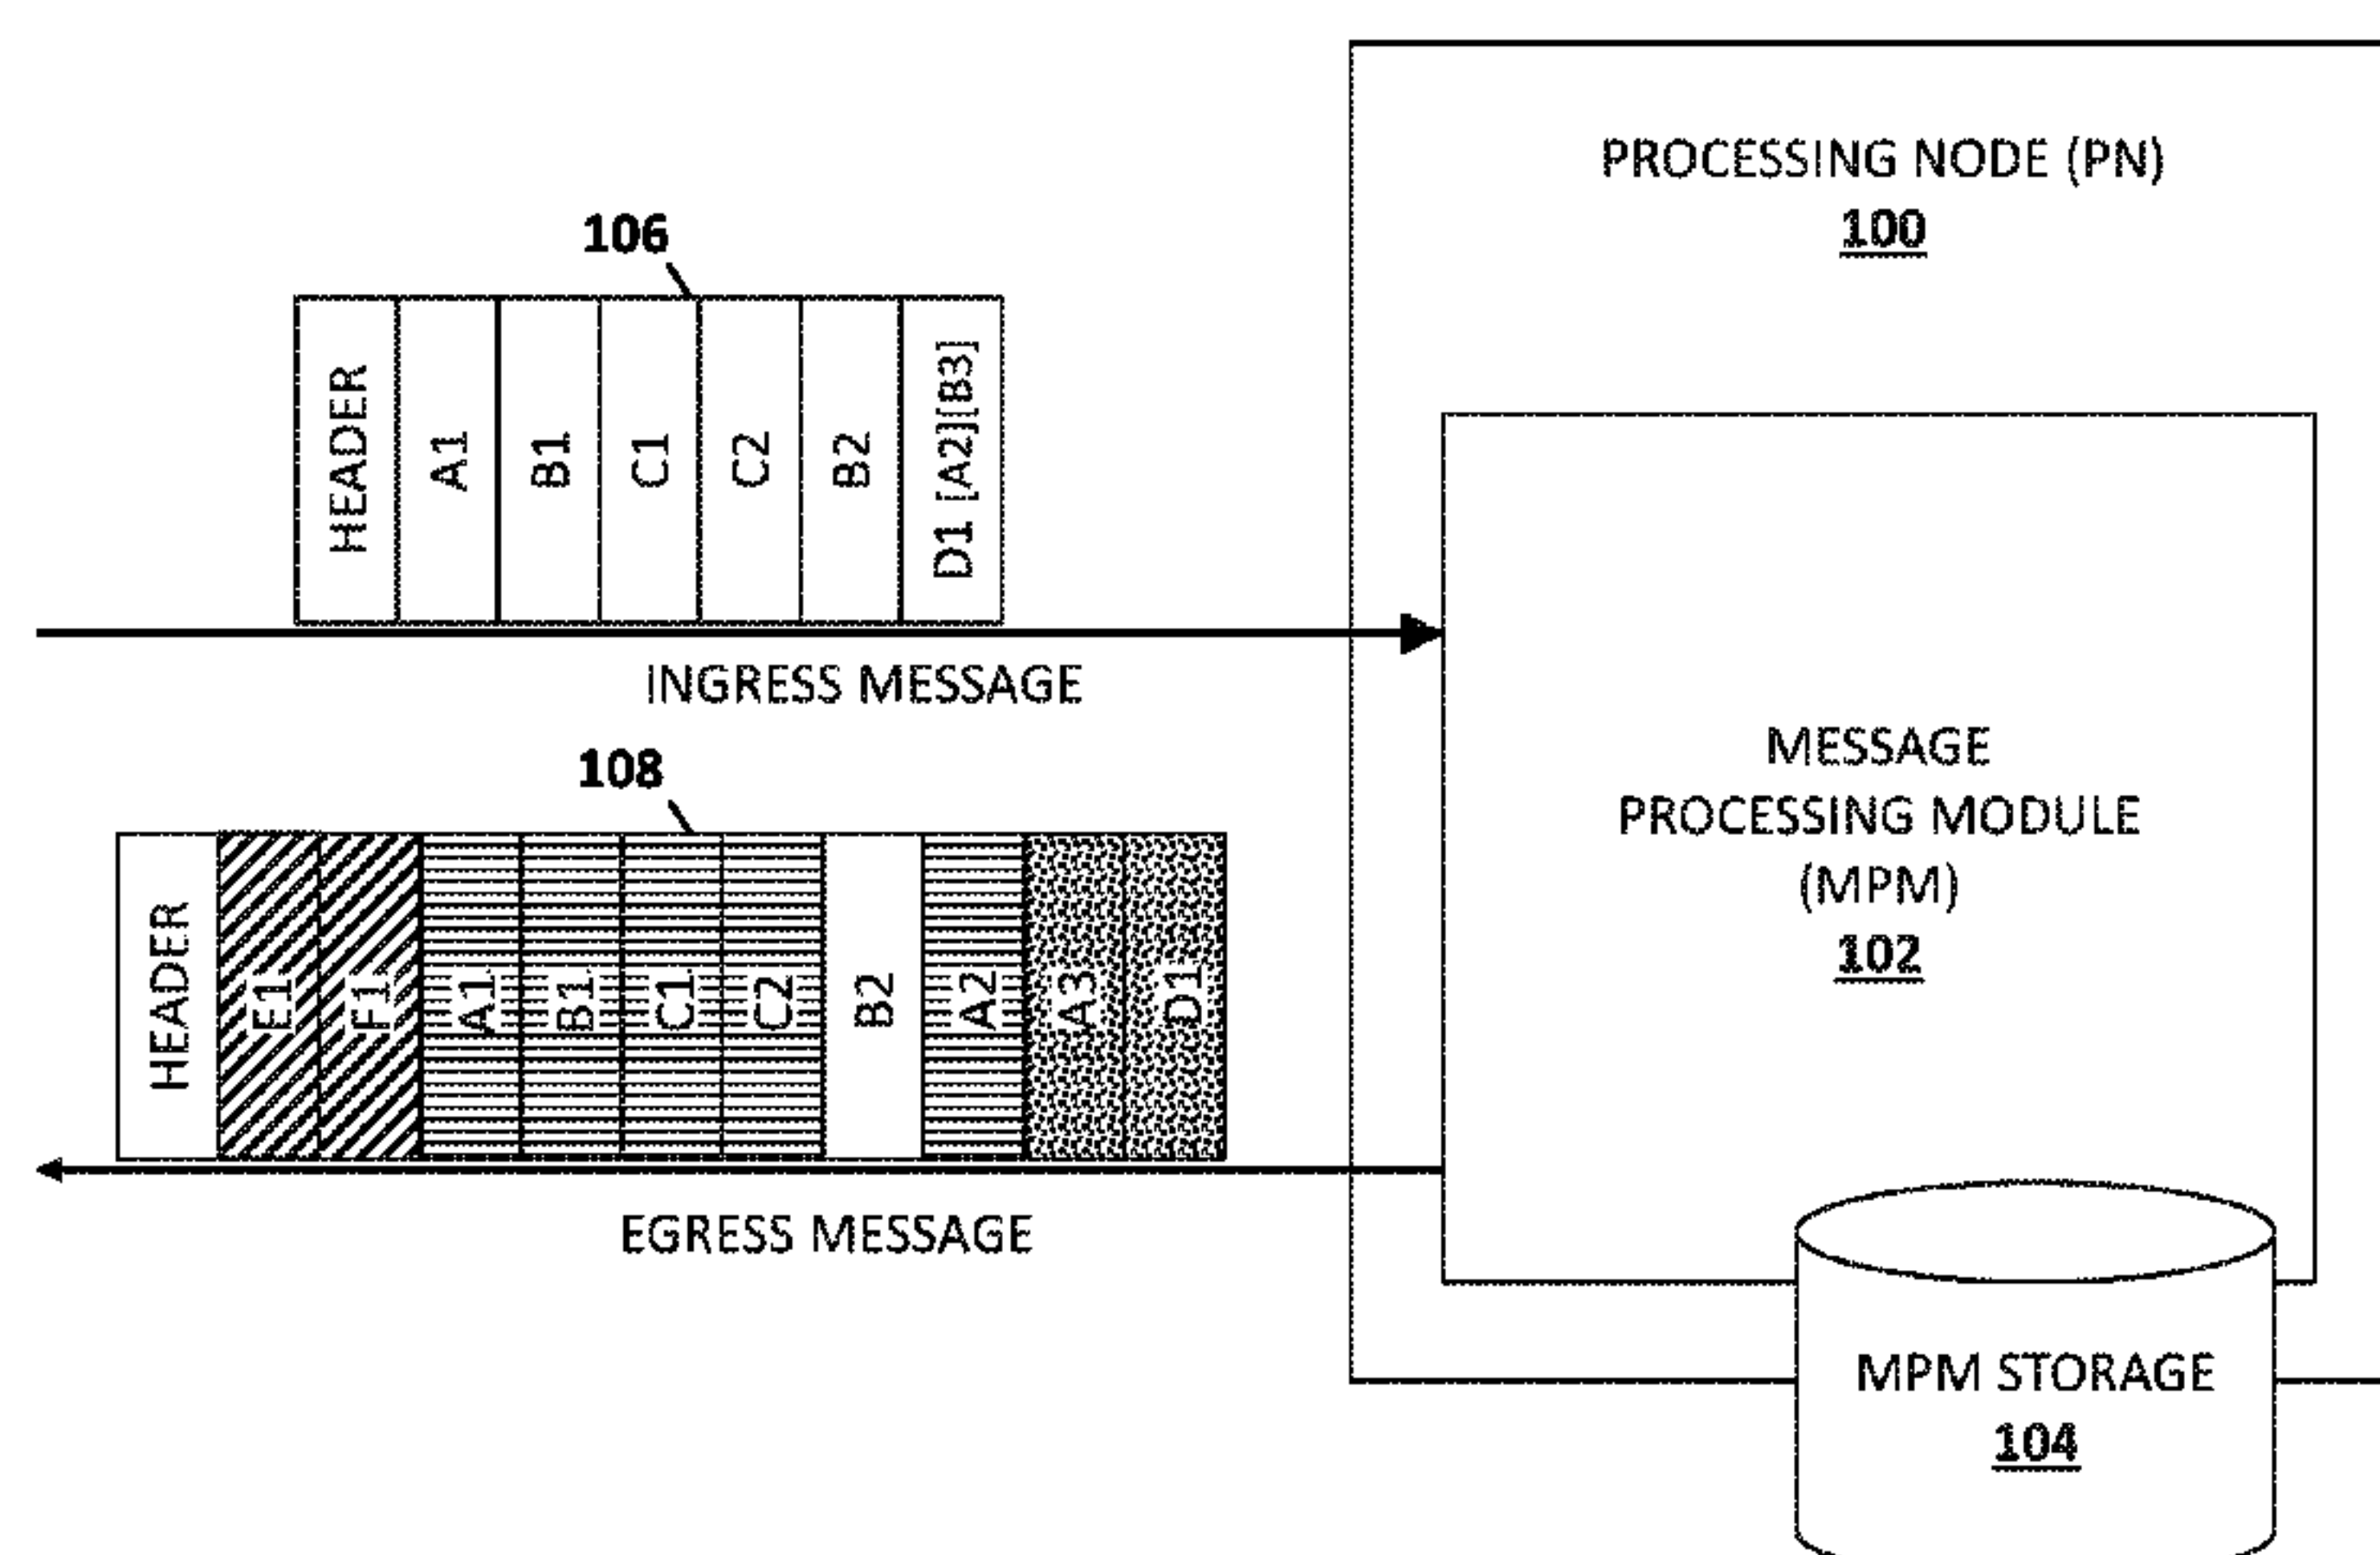 PROCESSING NODE (PN)
100
106
HEADER
A1
B1
C1
C2
B2
D1 [A2][B3]
INGRESS MESSAGE
108
HEADER
E1
F1
A1
B1
C1
C2
B2
A2
A3
D1
EGRESS MESSAGE
MESSAGE
PROCESSING MODULE
(MPM)
102
MPM STORAGE
104